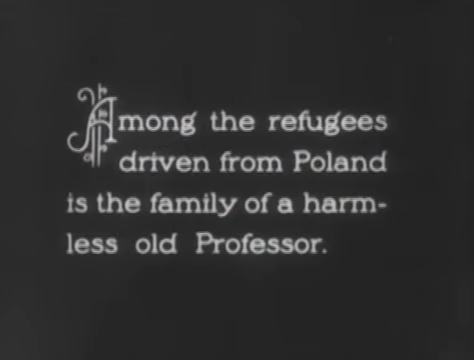 Among the refugees
driven from Poland
is the family of a harm-
less old Professor.